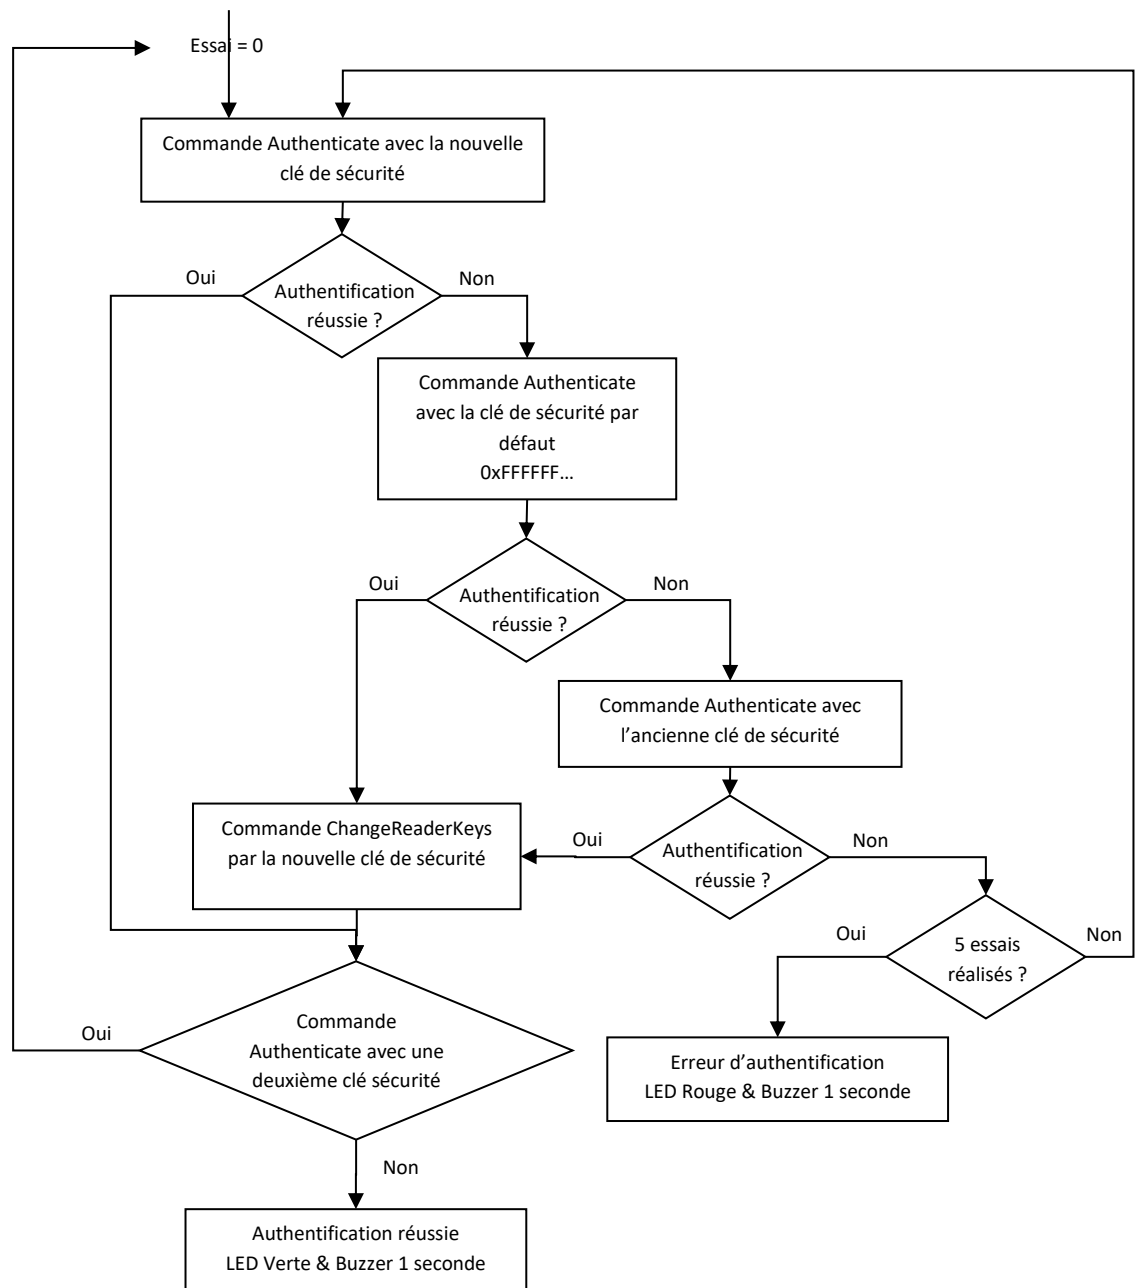 Essai = 0
Commande Authenticate avec la nouvelle
clé de sécurité
Oui
Non
Authentification
réussie ?
Commande Authenticate
avec la clé de sécurité par
défaut
0xFFFFFF…
Oui
Non
Authentification
réussie ?
Commande Authenticate avec
l’ancienne clé de sécurité
Commande ChangeReaderKeys
par la nouvelle clé de sécurité
Oui
Non
Authentification
réussie ?
Oui
Non
5 essais
réalisés ?
Oui
Commande
Authenticate avec une
deuxième clé sécurité
Erreur d’authentification
LED Rouge & Buzzer 1 seconde
Non
Authentification réussie
LED Verte & Buzzer 1 seconde